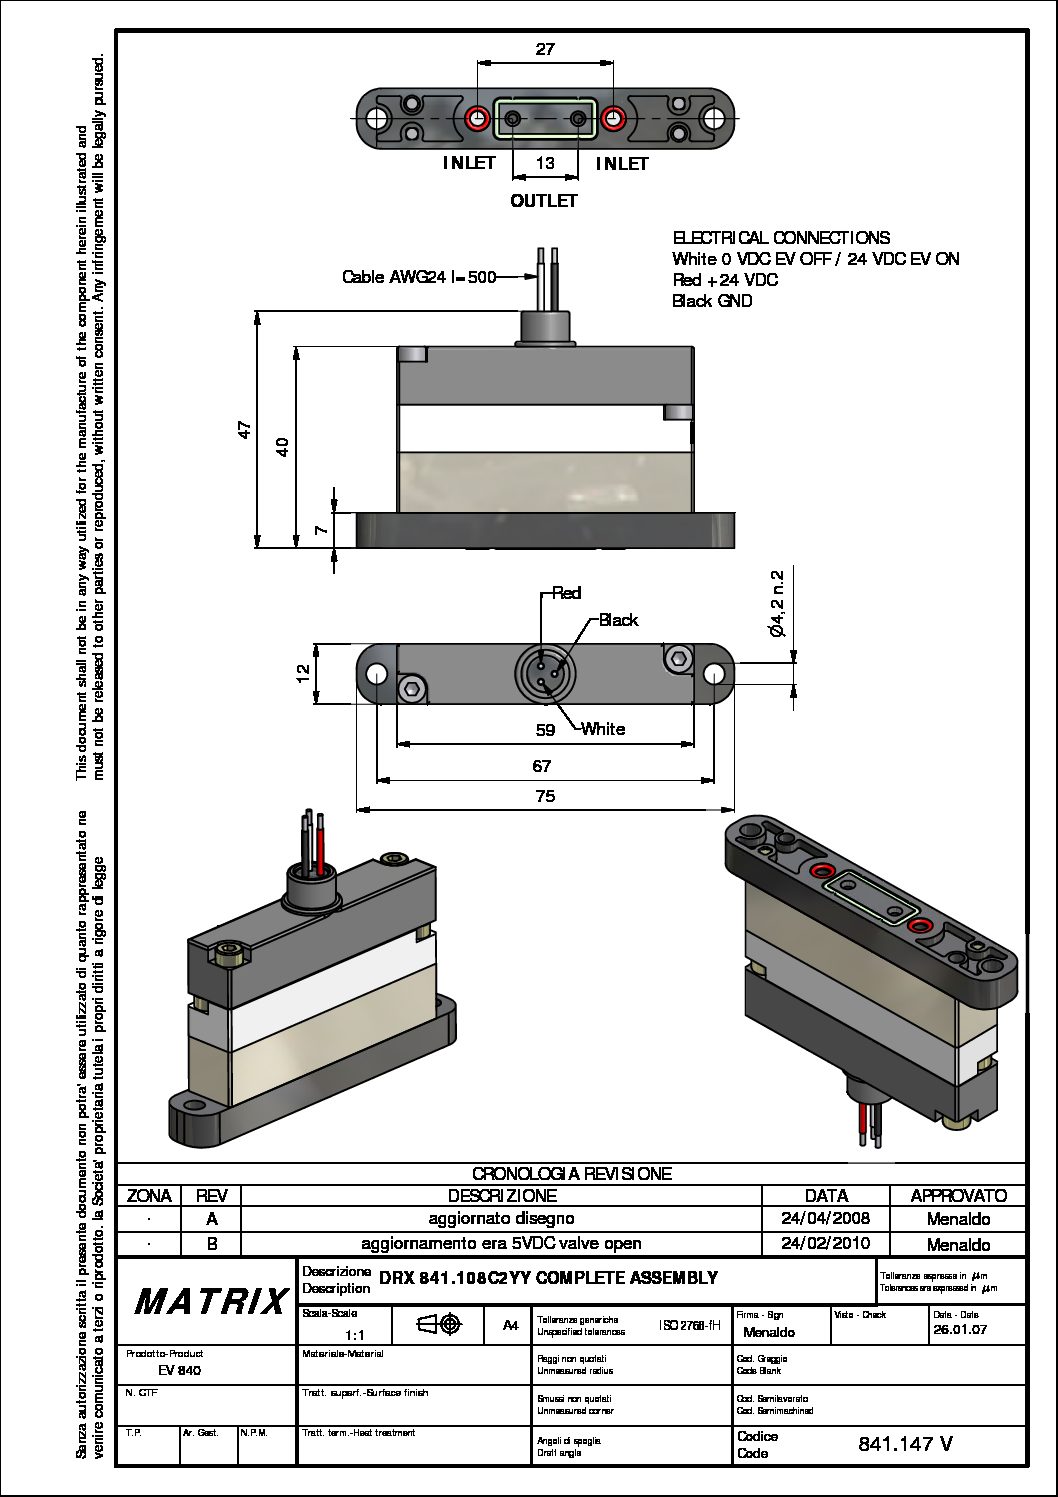 27
INLET
13
INLET
OUTLET
ELECTRICAL CONNECTIONS
White 0 VDC EV OFF / 24 VDC EV ON
Red +24 VDC
Black GND
Cable AWG24 l=500
47
40
7
Red
Black
Ø4,2 n.2
12
White
59
67
75
This document shall not be in any way utilized for the manufacture of the component herein illustrated and
must not be released to other parties or reproduced, without written consent. Any infringement will be legally pursued.
Senza autorizzazione scritta il presente documento non potra' essere utilizzato di quanto rappresentato ne
venire comunicato a terzi o riprodotto. la Societa' proprietaria tutela i propri diritti a rigore di legge
CRONOLOGIA REVISIONE
ZONA REV DESCRIZIONE DATA APPROVATO
. A aggiornato disegno 24/04/2008 Menaldo
. B aggiornamento era 5VDC valve open 24/02/2010 Menaldo
MATRIX
Descrizione
Description
DRX 841.108C2YY COMPLETE ASSEMBLY
Tolleranze espresse in µm
Tolerances are expressed in µm
Scala-Scale
1:1
A4
Tolleranze generiche
Unspecified tolerances
ISO 2768-fH
Firma - Sign
Menaldo
Visto - Check
Data - Date
26.01.07
Prodotto-Product
EV 840
Materiale-Material
Raggi non quotati
Unmeasured radius
Cod. Greggio
Code Blank
N. CTF
Tratt. superf.-Surface finish
Smussi non quotati
Unmeasured corner
Cod. Semilavorato
Cod. Semimachined
T.P.
Ar. Gest.
N.P.M.
Tratt. term.-Heat treatment
Angoli di spoglia
Draft angle
Codice
Code
841.147 V